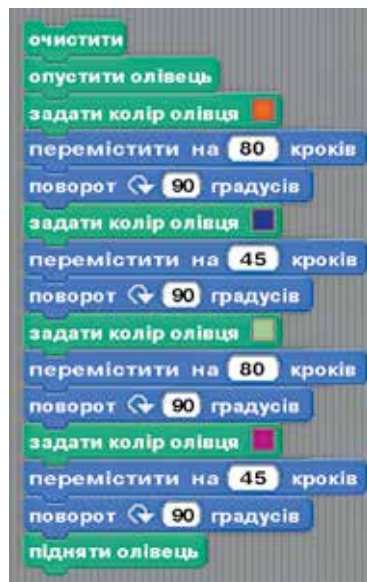 очистити
опустити олівець
задати колір олівця
перемістити на 80 кроків
поворот 90 градусів
задати колір олівця
перемістити на 45 кроків
поворот 90 градусів
задати колір олівця
перемістити на 80 кроків
поворот 90 градусів
задати колір олівця
перемістити на 45 кроків
поворот 90 градусів
підняти олівець